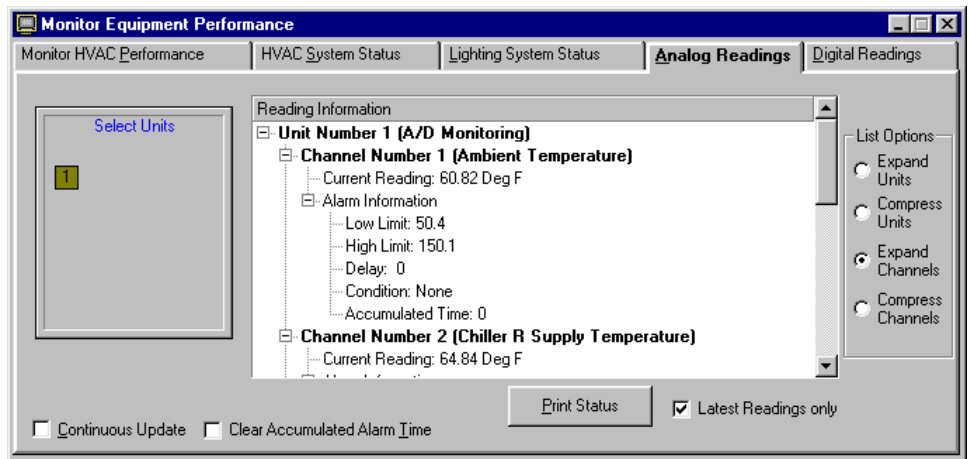 Monitor Equipment Performance
Monitor HVAC Performance
HVAC System Status
Lighting System Status
Analog Readings
Digital Readings
Select Units
1
Reading Information
Unit Number 1 (A/D Monitoring)
Channel Number 1 (Ambient Temperature)
Current Reading: 60.82 Deg F
Alarm Information
Low Limit: 50.4
High Limit: 150.1
Delay: 0
Condition: None
Accumulated Time: 0
Channel Number 2 (Chiller R Supply Temperature)
Current Reading: 64.84 Deg F
List Options
Expand
Units
Compress
Units
Expand
Channels
Compress
Channels
Print Status
Latest Readings only
Continuous Update
Clear Accumulated Alarm Time